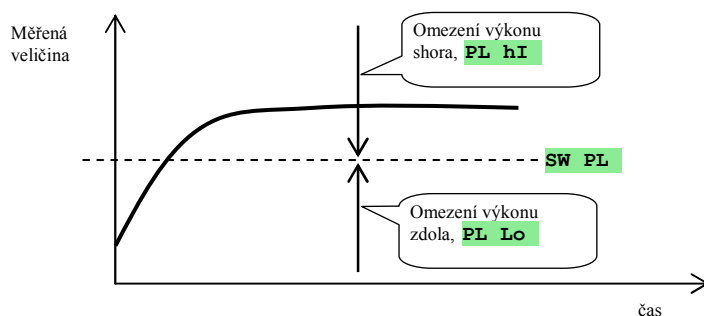 Měřená
veličina
Omezení výkonu
shora, PL hI
SW PL
Omezení výkonu
zdola, PL Lo
čas